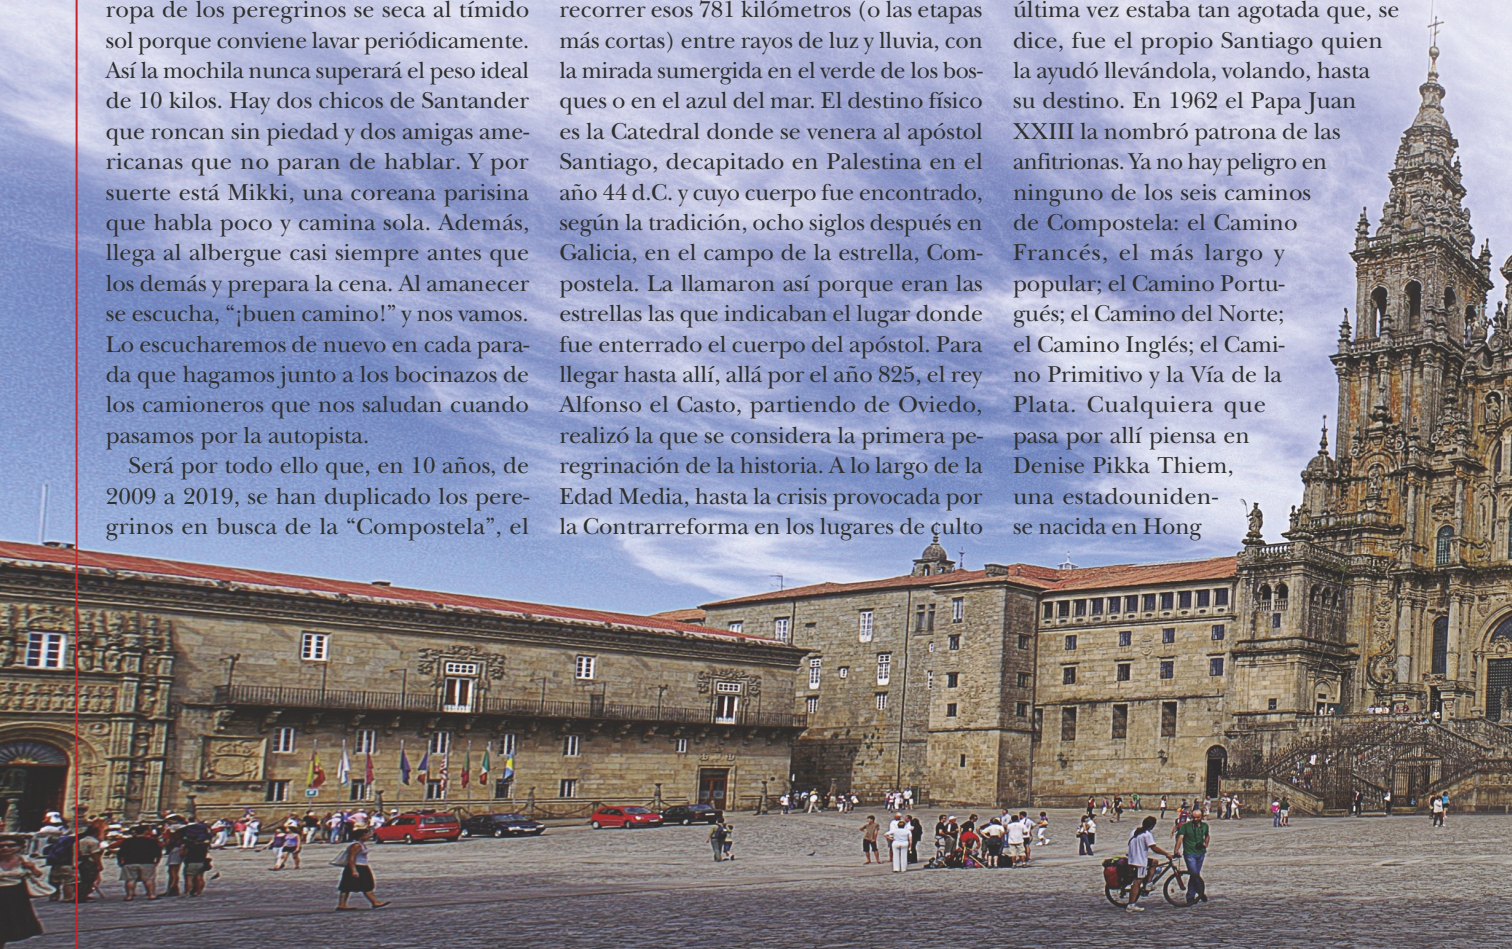 ropa de los peregrinos se seca al tímido
sol porque conviene lavar periódicamente.
Así la mochila nunca superará el peso ideal
de 10 kilos. Hay dos chicos de Santander
que roncan sin piedad y dos amigas ame-
ricanas que no paran de hablar. Y por
suerte está Mikki, una coreana parisina
que habla poco y camina sola. Además,
llega al albergue casi siempre antes que
los demás y prepara la cena. Al amanecer
se escucha, “¡buen camino!” y nos vamos.
Lo escucharemos de nuevo en cada para-
da que hagamos junto a los bocinazos de
los camioneros que nos saludan cuando
pasamos por la autopista.
Será por todo ello que, en 10 años, de
2009 a 2019, se han duplicado los pere-
grinos en busca de la “Compostela”, el
recorrer esos 781 kilómetros (o las etapas
más cortas) entre rayos de luz y lluvia, con
la mirada sumergida en el verde de los bos-
ques o en el azul del mar. El destino físico
es la Catedral donde se venera al apóstol
Santiago, decapitado en Palestina en el
año 44 d.C. y cuyo cuerpo fue encontrado,
según la tradición, ocho siglos después en
Galicia, en el campo de la estrella, Com-
postela. La llamaron así porque eran las
estrellas las que indicaban el lugar donde
fue enterrado el cuerpo del apóstol. Para
llegar hasta allí, allá por el año 825, el rey
Alfonso el Casto, partiendo de Oviedo,
realizó la que se considera la primera pe-
regrinación de la historia. A lo largo de la
Edad Media, hasta la crisis provocada por
la Contrarreforma en los lugares de culto
última vez estaba tan agotada que, se
dice, fue el propio Santiago quien
la ayudó llevándola, volando, hasta
su destino. En 1962 el Papa Juan
XXIII la nombró patrona de las
anfitrionas. Ya no hay peligro en
ninguno de los seis caminos
de Compostela: el Camino
Francés, el más largo y
popular; el Camino Portu-
gués; el Camino del Norte;
el Camino Inglés; el Cami-
no Primitivo y la Vía de la
Plata. Cualquiera que
pasa por allí piensa en
Denise Pikka Thiem,
una estadouniden-
se nacida en Hong